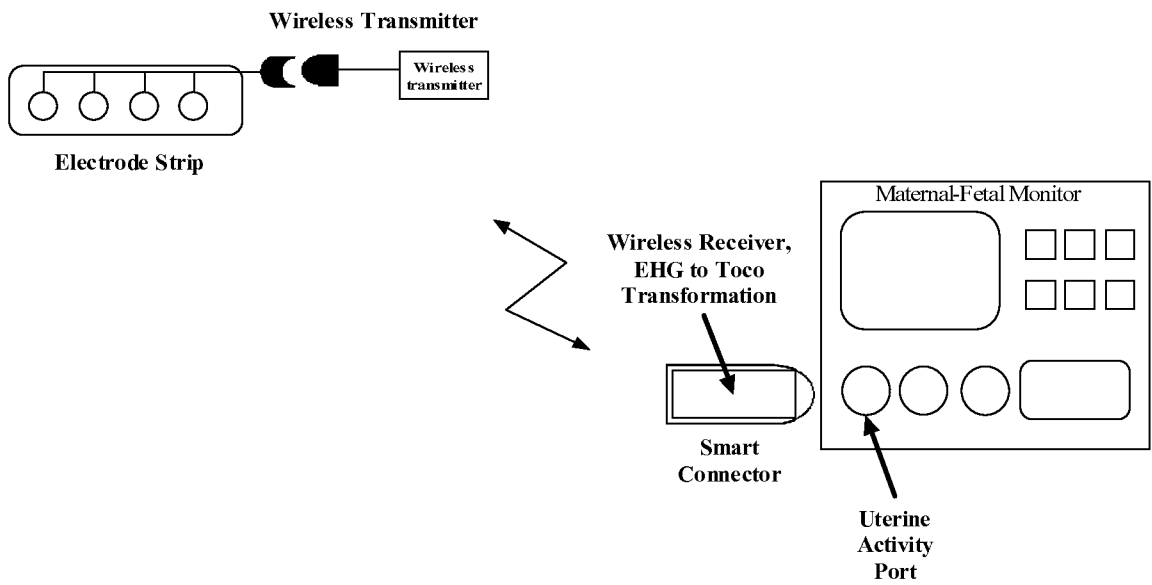 Wireless Transmitter
Wireless
transmitter
Electrode Strip
Maternal-Fetal Monitor
Wireless Receiver,
EHG to Toco
Transformation
Smart
Connector
Uterine
Activity
Port